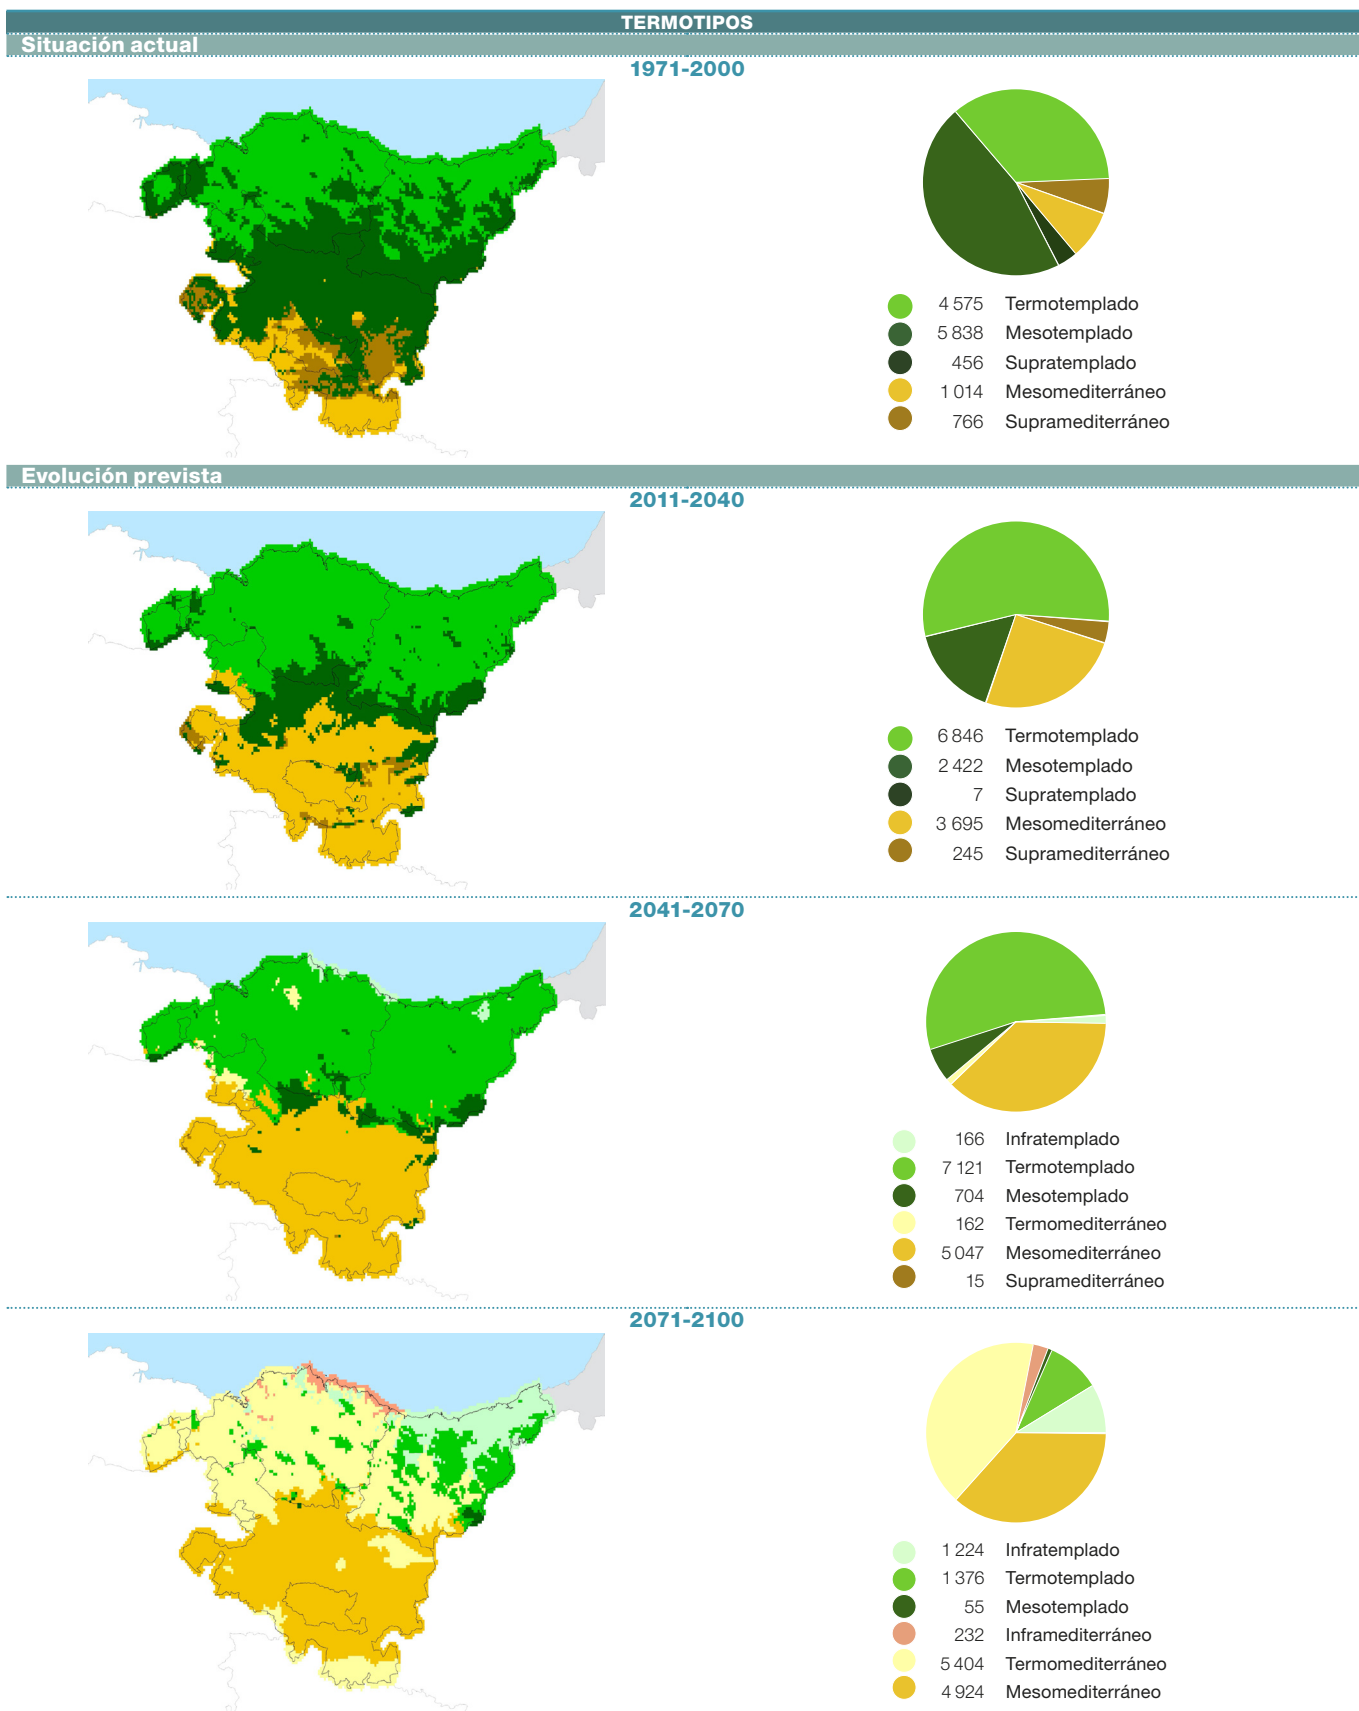 TERMOTIPOS
Situación actual
1971-2000
4 575 Termotemplado
5 838 Mesotemplado
456 Supratemplado
1 014 Mesomediterráneo
766 Supramediterráneo
Evolución prevista
2011-2040
6 846 Termotemplado
2 422 Mesotemplado
7 Supratemplado
3 695 Mesomediterráneo
245 Supramediterráneo
2041-2070
166 Infratemplado
7 121 Termotemplado
704 Mesotemplado
162 Termomediterráneo
5 047 Mesomediterráneo
15 Supramediterráneo
2071-2100
1 224 Infratemplado
1 376 Termotemplado
55 Mesotemplado
232 Inframediterráneo
5 404 Termomediterráneo
4 924 Mesomediterráneo